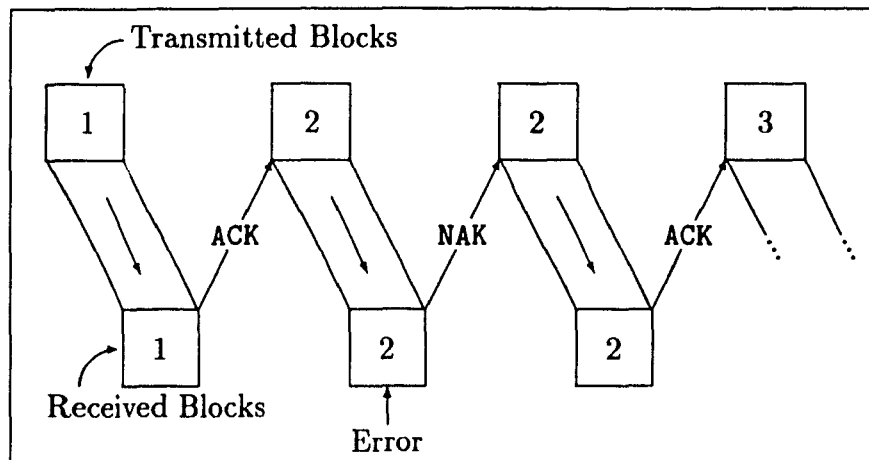 Transmitted Blocks
1 2 2 3
ACK NAK ACK
1 2 2
Received Blocks
Error